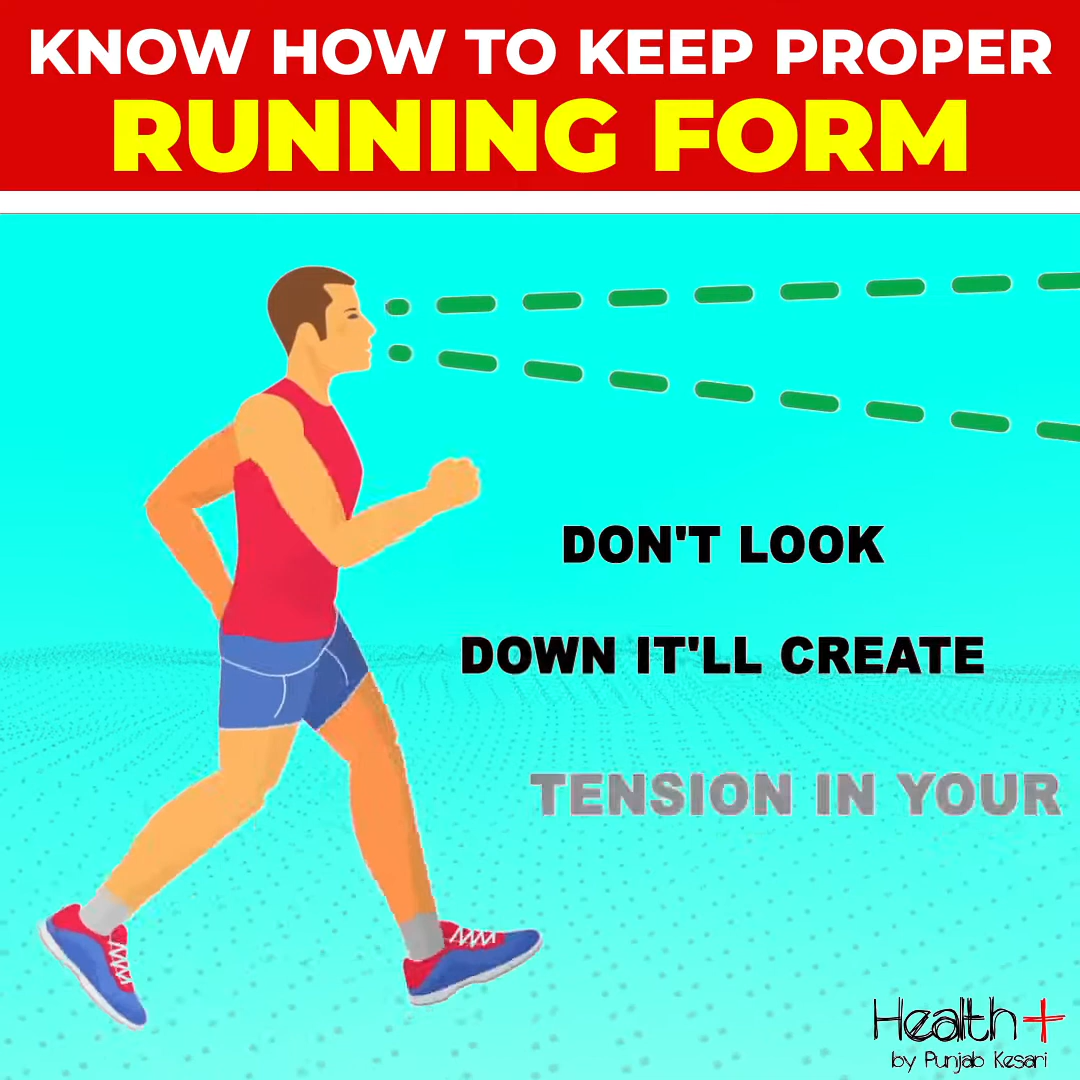 KNOW HOW TO KEEP PROPER
RUNNING FORM
DON'T LOOK
DOWN IT'LL CREATE
TENSION IN YOUR
Health+
by Punjab Kesari